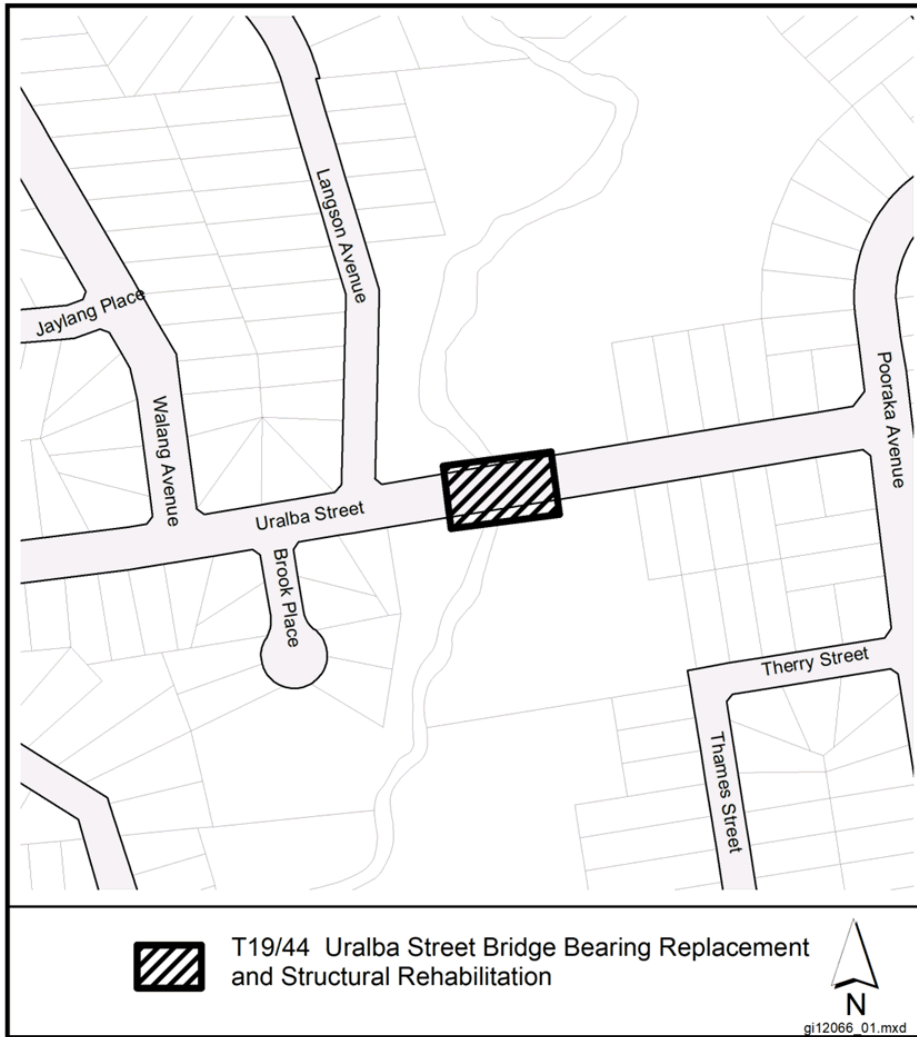 Langson Avenue
Jaylang Place
Walang Avenue
Pooraka Avenue
Uralba Street
Brook Place
Therry Street
Thames Street
T19/44 Uralba Street Bridge Bearing Replacement
and Structural Rehabilitation
N
gi12066_01.mxd